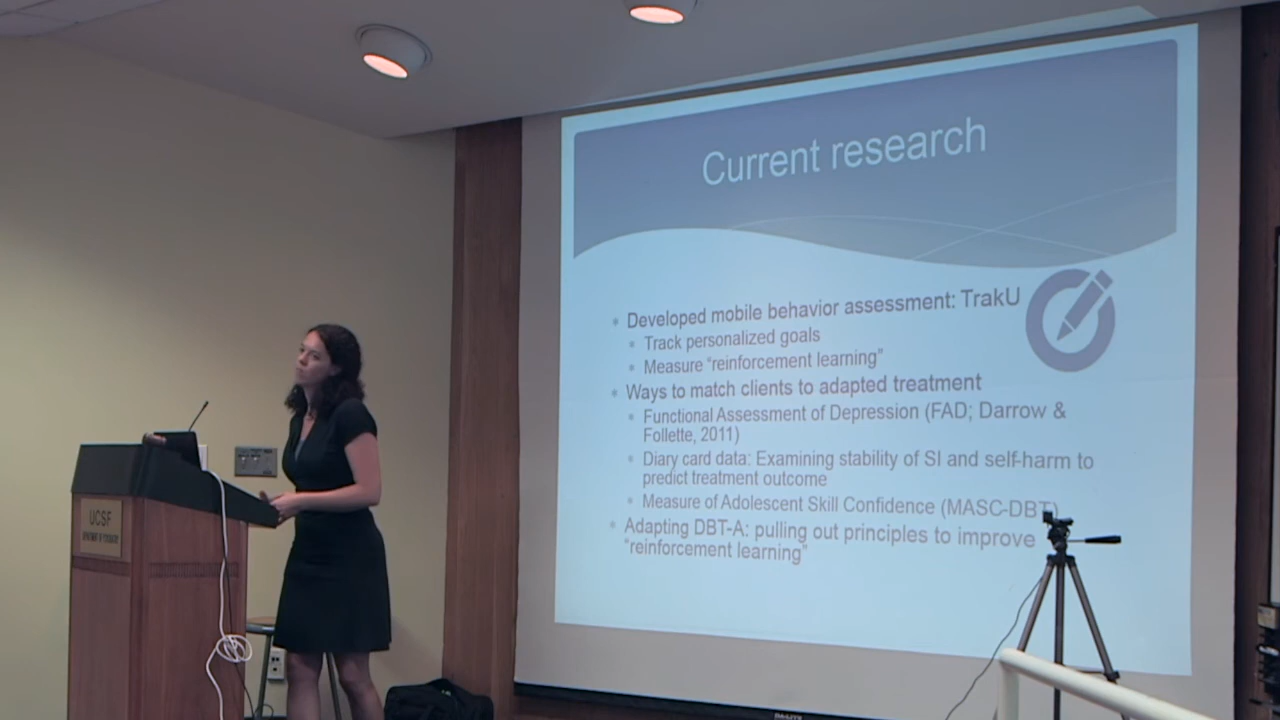 Current research
Developed mobile behavior assessment: TrakU
Track personalized goals
Measure “reinforcement learning”
Ways to match clients to adapted treatment
Functional Assessment of Depression (FAD; Darrow &
Follette, 2011)
Diary card data: Examining stability of SI and self-harm to
predict treatment outcome
Measure of Adolescent Skill Confidence (MASC-DBT)
Adapting DBT-A: pulling out principles to improve
“reinforcement learning”
UCSF